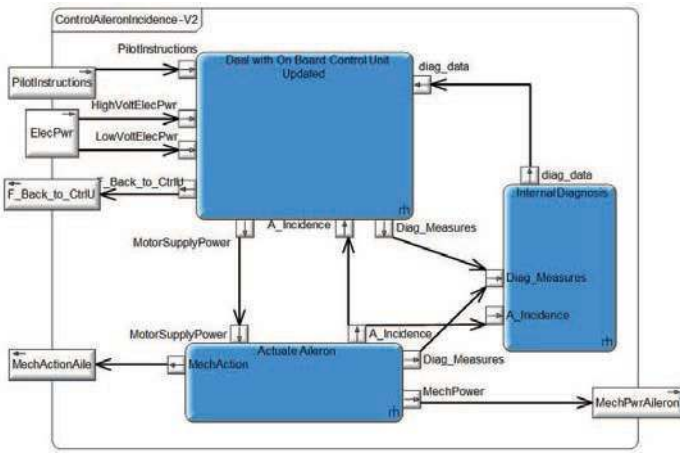 ControlAileronIncidence -V2
PilotInstructions
Deal with On Board Control Unit
Updated
diag_data
PilotInstructions
HighVoltElecPwr
ElecPwr
LowVoltElecPwr
F_Back_to_CtrlU
F_Back_to_CtrlU
diag_data
InternalDiagnosis
rh
A_Incidence
Diag_Measures
MotorSupplyPower
Diag_Measures
A_Incidence
MotorSupplyPower
A_Incidence
rh
Actuate Aileron
MechActionAile
MechAction
Diag_Measures
MechPower
rh
MechPwrAileron